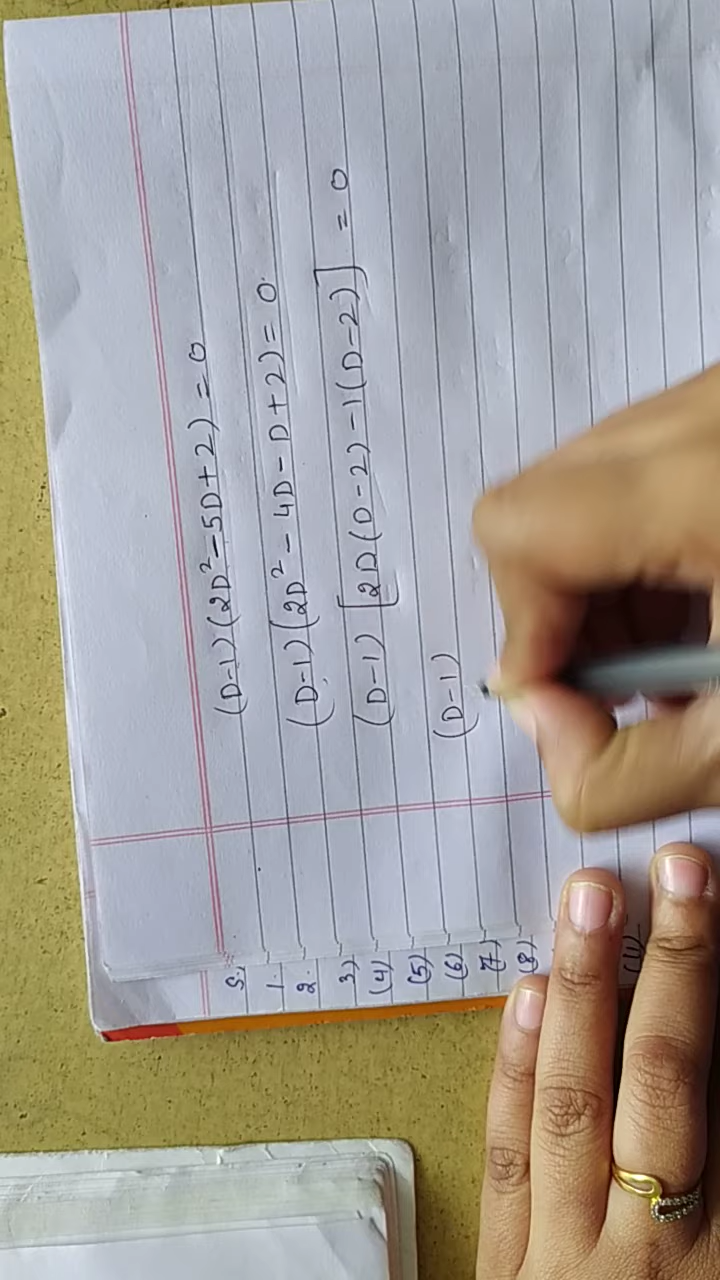 (D-1)(2D²-5D+2)=0
(D-1)(2D²-4D-D+2)=0.
(D-1)[2D(D-2)-1(D-2)]=0
(D-1)
S.
1.
2.
3)
(4)
(5)
(6)
7)
(8)
(11)